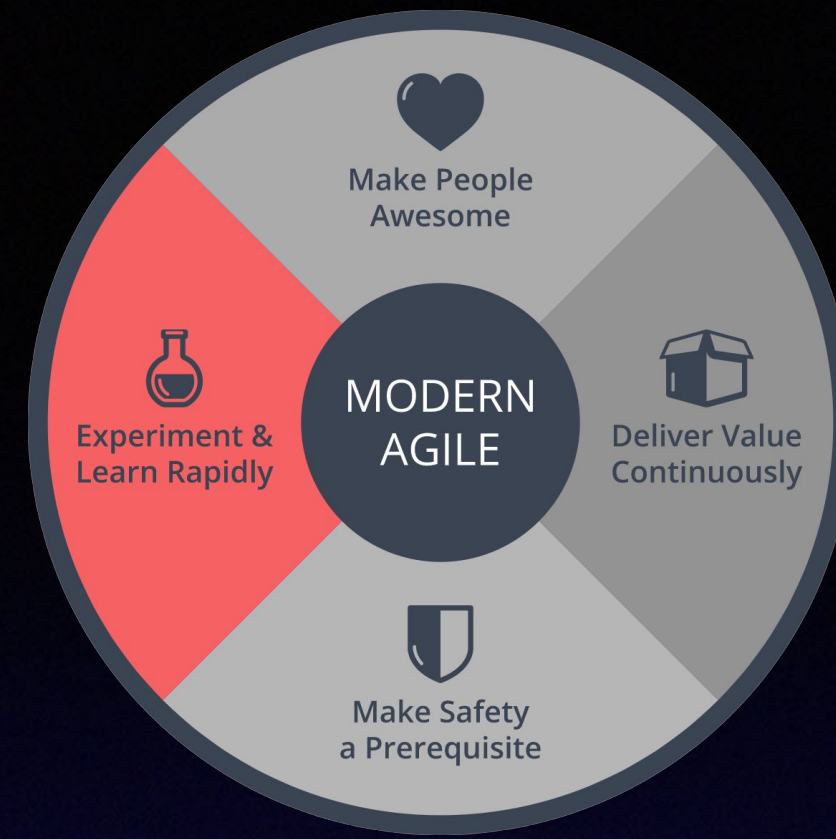 Make People
Awesome
Experiment &
Learn Rapidly
MODERN
AGILE
Deliver Value
Continuously
Make Safety
a Prerequisite